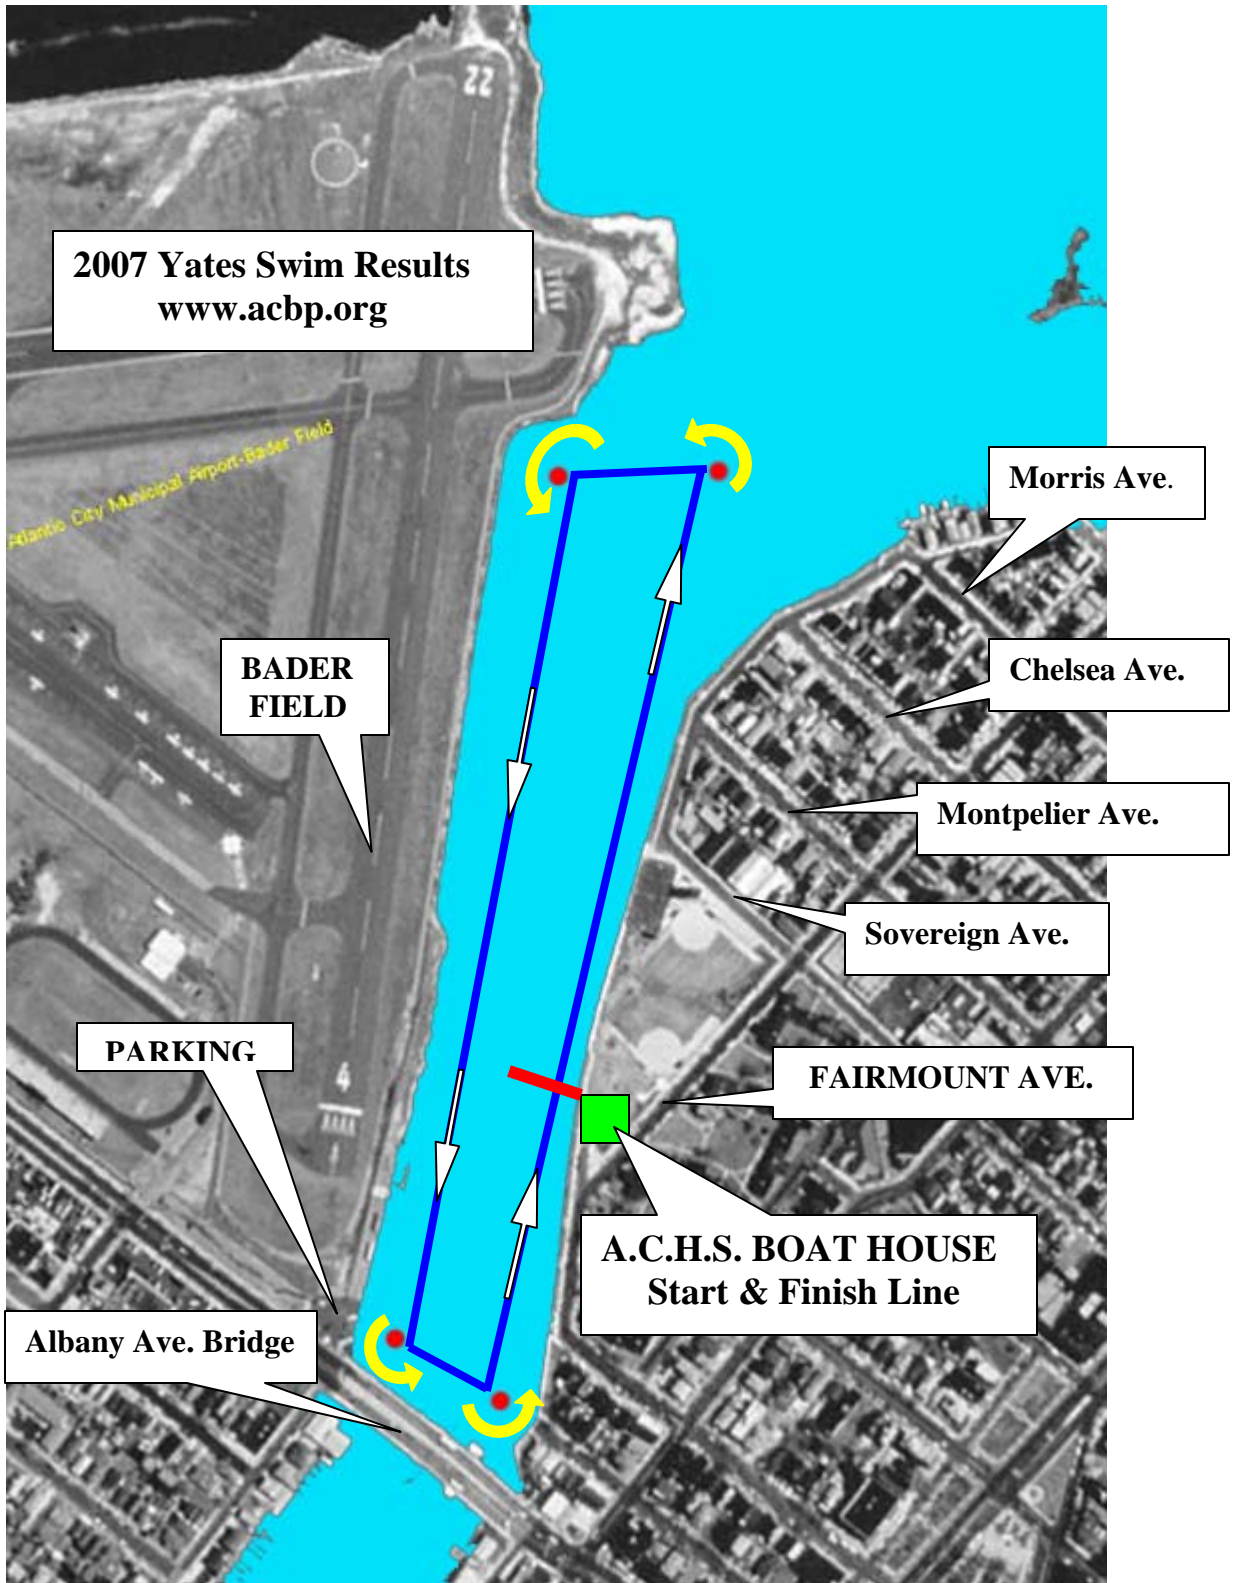 22
2007 Yates Swim Results
www.acbp.org
Atlantic City Municipal Airport-Bader Field
Morris Ave.
BADER
FIELD
Chelsea Ave.
Montpelier Ave.
Sovereign Ave.
PARKING
4
FAIRMOUNT AVE.
A.C.H.S. BOAT HOUSE
Start & Finish Line
Albany Ave. Bridge